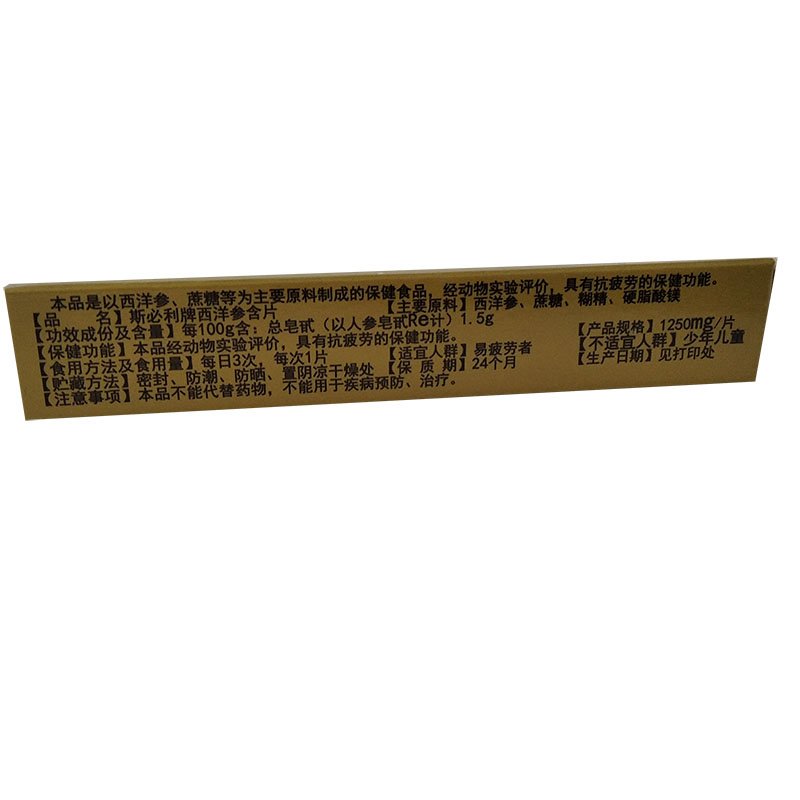 本品是以西洋参、蔗糖等为主要原料制成的保健食品，经动物实验评价，具有抗疲劳的保健功能。
【品 名】斯必利牌西洋参含片 【主要原料】西洋参、蔗糖、糊精、硬脂酸镁
【功效成份及含量】每100g含：总皂甙（以人参皂甙Re计）1.5g 【产品规格】1250mg/片
【保健功能】本品经动物实验评价，具有抗疲劳的保健功能。 【不适宜人群】少年儿童
【食用方法及食用量】每日3次，每次1片 【适宜人群】易疲劳者 【生产日期】见打印处
【贮藏方法】密封、防潮、防晒、置阴凉干燥处 【保 质 期】24个月
【注意事项】本品不能代替药物，不能用于疾病预防、治疗。